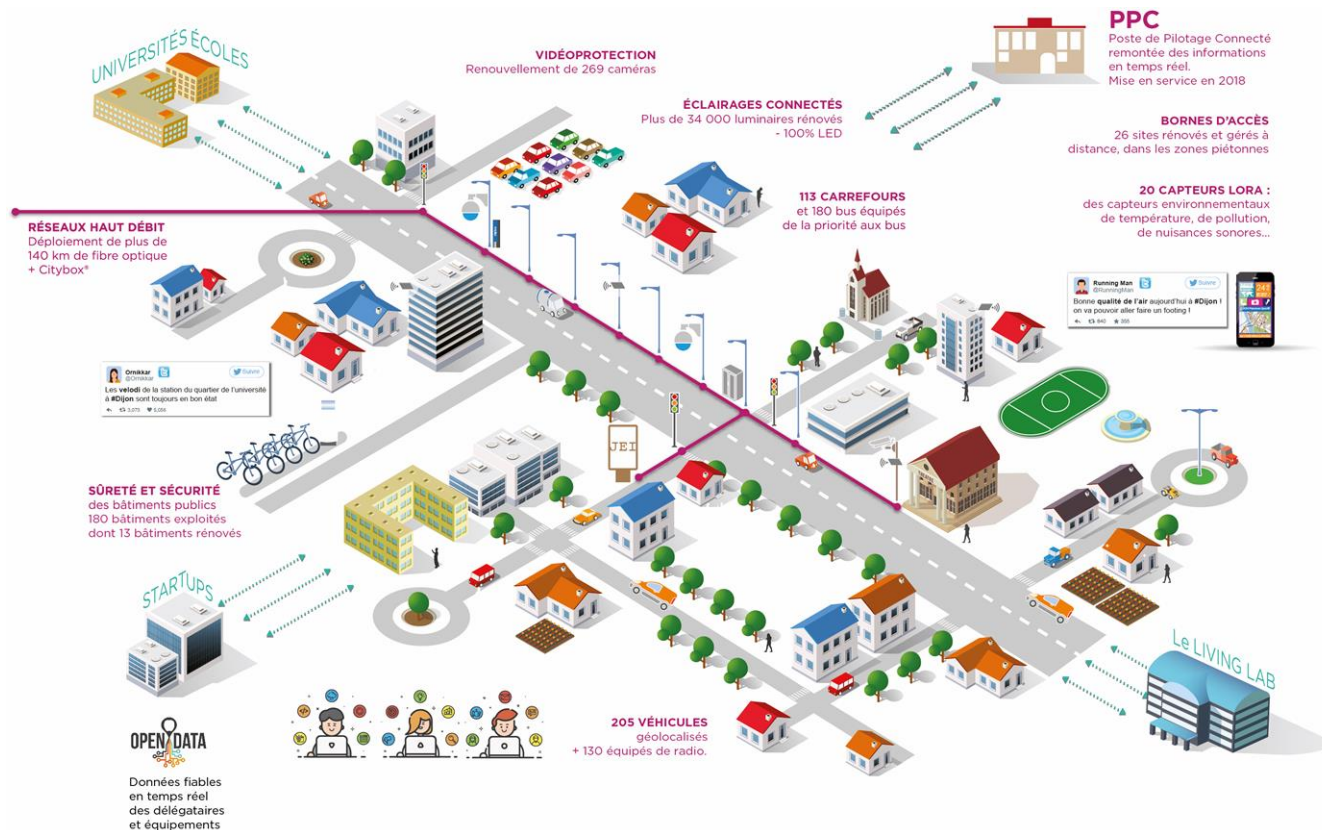 UNIVERSITÉS ÉCOLES
VIDÉOPROTECTION
Renouvellement de 269 caméras
PPC
Poste de Pilotage Connecté
remontée des informations
en temps réel.
Mise en service en 2018
ÉCLAIRAGES CONNECTÉS
Plus de 34 000 luminaires rénovés
- 100% LED
BORNES D'ACCÈS
26 sites rénovés et gérés à
distance, dans les zones piétonnes
113 CARREFOURS
et 180 bus équipés
de la priorité aux bus
20 CAPTEURS LORA :
des capteurs environnementaux
de température, de pollution,
de nuisances sonores...
RÉSEAUX HAUT DÉBIT
Déploiement de plus de
140 km de fibre optique
+ Citybox®
Running Man
@RunningMan
Suivre
Bonne qualité de l'air aujourd'hui à #Dijon !
on va pouvoir aller faire un footing !
Ornikkar
@Ornikkar
Suivre
Les velodi de la station du quartier de l'université
à #Dijon sont toujours en bon état
JEI
SÛRETÉ ET SÉCURITÉ
des bâtiments publics
180 bâtiments exploités
dont 13 bâtiments rénovés
STARTUPS
Le LIVING LAB
205 VÉHICULES
géolocalisés
+ 130 équipés de radio.
OPEN DATA
Données fiables
en temps réel
des délégataires
et équipements